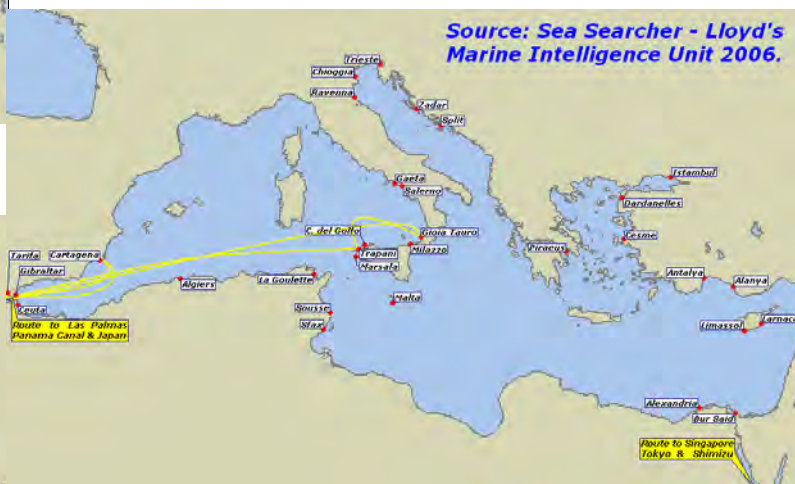 Source: Sea Searcher - Lloyd's
Marine Intelligence Unit 2006.
Trieste
Chioggia
Ravenna
Zadar
Split
Gaeta
Salerno
Istambul
Dardanelles
C. del Golfo
Gioia Tauro
Cesme
Tarifa
Cartagena
Trapani
Milazzo
Piraeus
Gibraltar
Marsala
Algiers
La Goulette
Antalya
Alanya
Ceuta
Malta
Sousse
Sfax
Limassol
Larnaca
Route to Las Palmas
Panama Canal & Japan
Alexandria
Bur Said
Route to Singapore
Tokyo & Shimizu